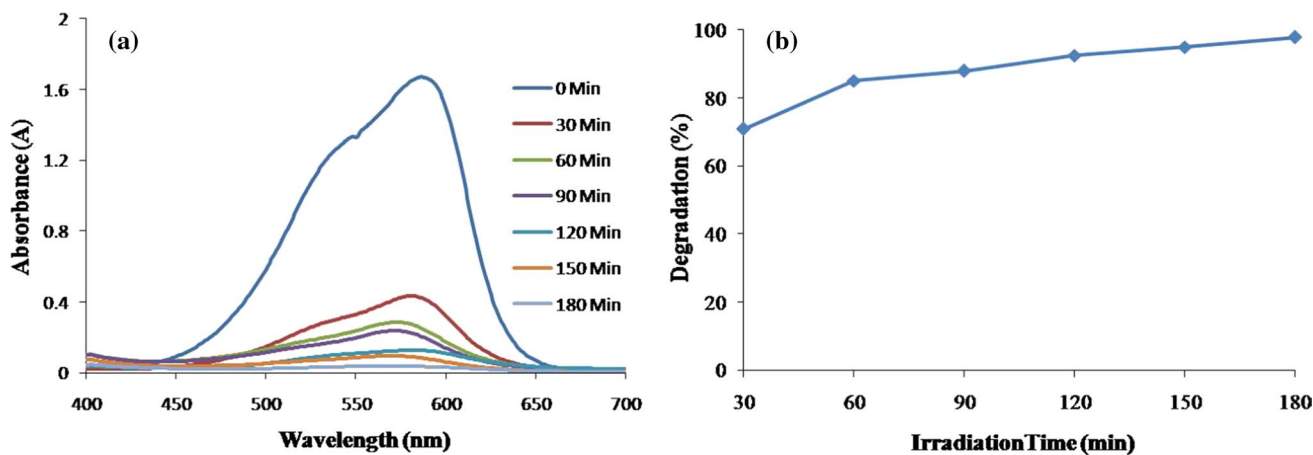 (a)
Absorbance (A)
2
1.6
1.2
0.8
0.4
0
400 450 500 550 600 650 700
Wavelength (nm)
0 Min
30 Min
60 Min
90 Min
120 Min
150 Min
180 Min
(b)
Degradation (%)
100
80
60
40
20
0
30 60 90 120 150 180
IrradiationTime (min)